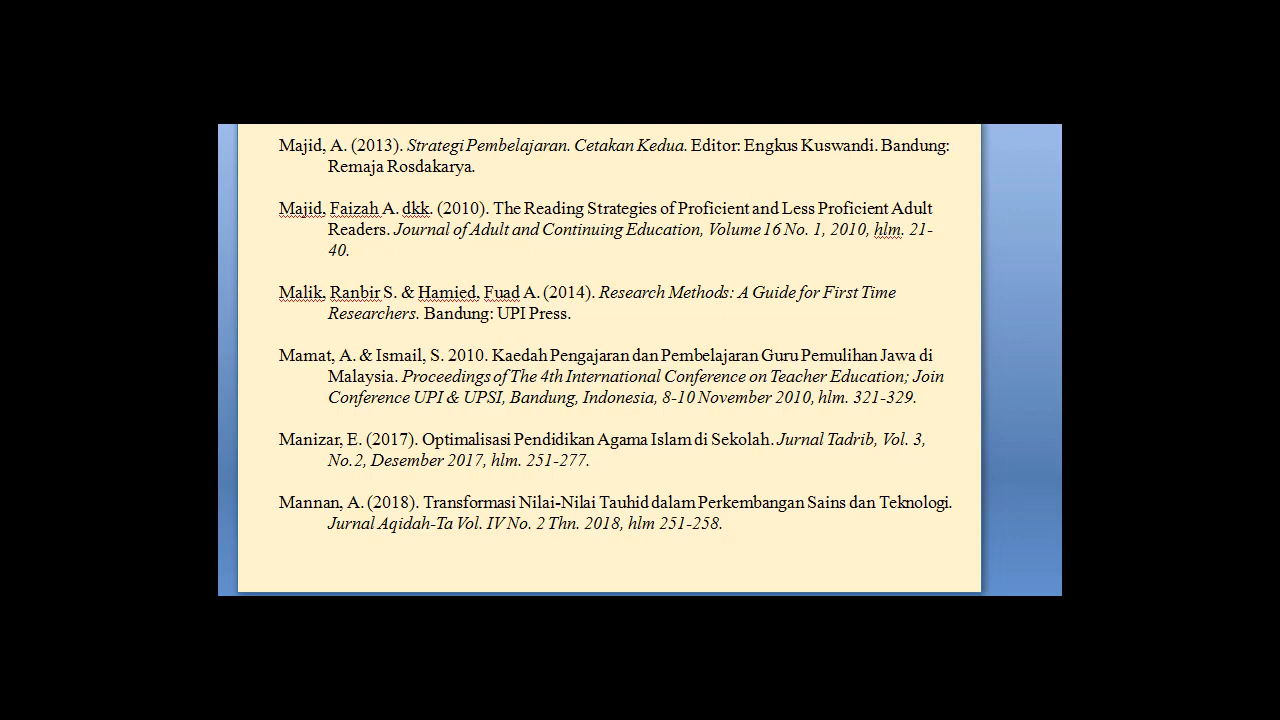 Majid, A. (2013). Strategi Pembelajaran. Cetakan Kedua. Editor: Engkus Kuswandi. Bandung:
Remaja Rosdakarya.
Majid, Faizah A. dkk. (2010). The Reading Strategies of Proficient and Less Proficient Adult
Readers. Journal of Adult and Continuing Education, Volume 16 No. 1, 2010, hlm. 21-
40.
Malik, Ranbir S. & Hamied, Fuad A. (2014). Research Methods: A Guide for First Time
Researchers. Bandung: UPI Press.
Mamat, A. & Ismail, S. 2010. Kaedah Pengajaran dan Pembelajaran Guru Pemulihan Jawa di
Malaysia. Proceedings of The 4th International Conference on Teacher Education; Join
Conference UPI & UPSI, Bandung, Indonesia, 8-10 November 2010, hlm. 321-329.
Manizar, E. (2017). Optimalisasi Pendidikan Agama Islam di Sekolah. Jurnal Tadrib, Vol. 3,
No.2, Desember 2017, hlm. 251-277.
Mannan, A. (2018). Transformasi Nilai-Nilai Tauhid dalam Perkembangan Sains dan Teknologi.
Jurnal Aqidah-Ta Vol. IV No. 2 Thn. 2018, hlm 251-258.